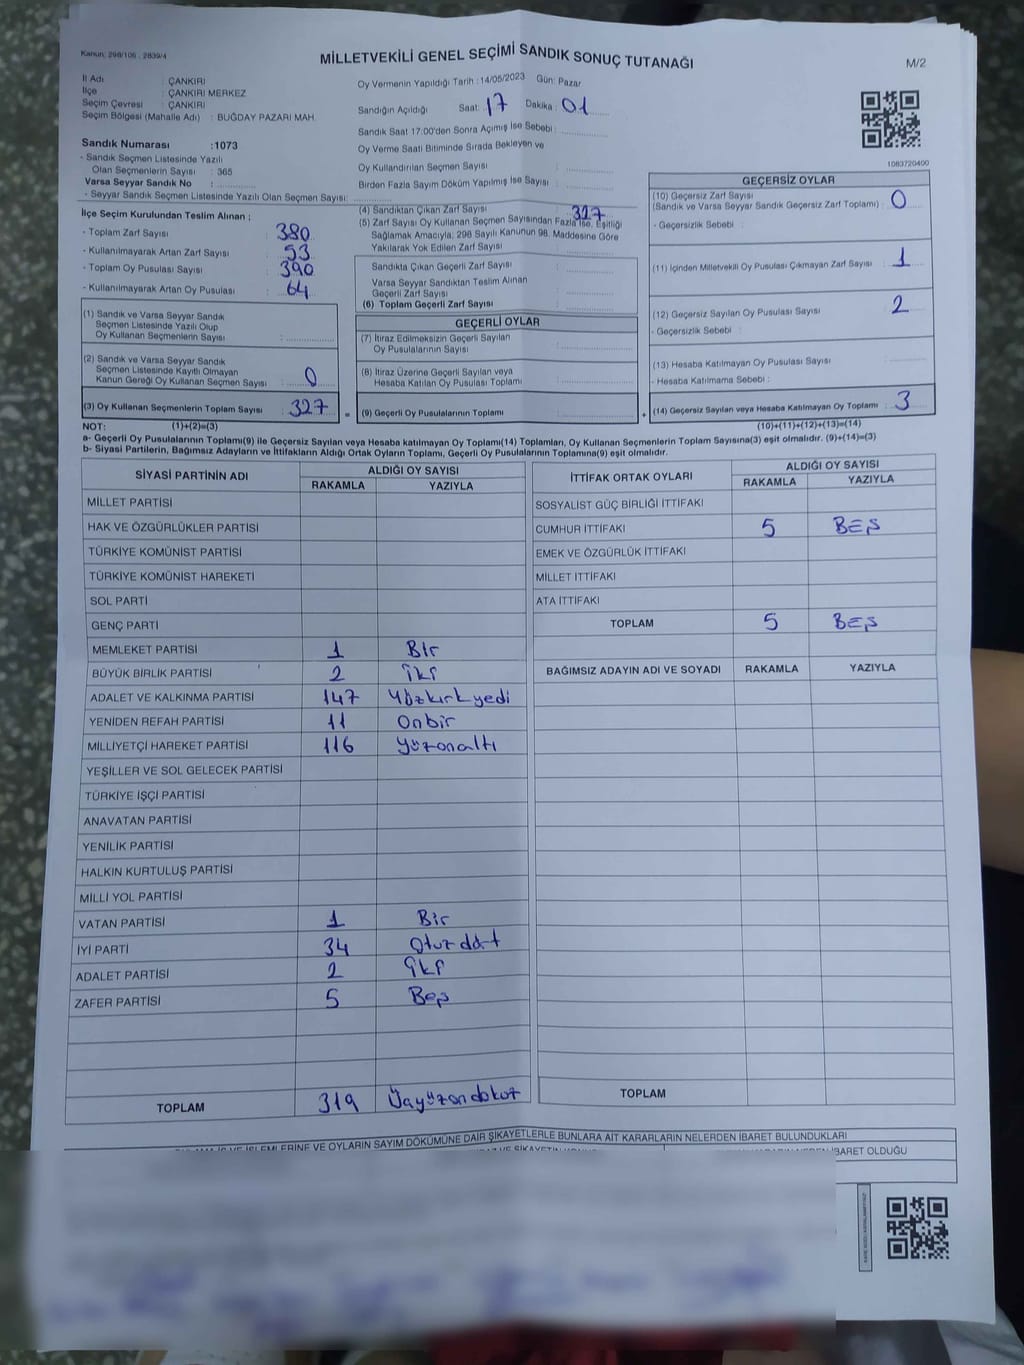 Kanun: 298/106 : 2839/4
MİLLETVEKİLİ GENEL SEÇİMİ SANDIK SONUÇ TUTANAĞI
M/2
İl Adı : ÇANKIRI
İlçe : ÇANKIRI MERKEZ
Seçim Çevresi : ÇANKIRI
Seçim Bölgesi (Mahalle Adı) : BUĞDAY PAZARI MAH.
Sandık Numarası :1073
- Sandık Seçmen Listesinde Yazılı
Olan Seçmenlerin Sayısı : 365
Varsa Seyyar Sandık No :
- Seyyar Sandık Seçmen Listesinde Yazılı Olan Seçmen Sayısı:
Oy Vermenin Yapıldığı Tarih : 14/05/2023 Gün: Pazar
Sandığın Açıldığı Saat: 17 Dakika : 01
Sandık Saat 17:00'den Sonra Açımış İse Sebebi :
Oy Verme Saati Bitiminde Sırada Bekleyen ve
Oy Kullandırılan Seçmen Sayısı :
Birden Fazla Sayım Döküm Yapılmış İse Sayısı :
1083720400
İlçe Seçim Kurulundan Teslim Alınan :
- Toplam Zarf Sayısı : 380
- Kullanılmayarak Artan Zarf Sayısı : 53
- Toplam Oy Pusulası Sayısı : 390
- Kullanılmayarak Artan Oy Pusulası : 64
(1) Sandık ve Varsa Seyyar Sandık
Seçmen Listesinde Yazılı Olup
Oy Kullanan Seçmenlerin Sayısı :
(2) Sandık ve Varsa Seyyar Sandık
Seçmen Listesinde Kayıtlı Olmayan
Kanun Gereği Oy Kullanan Seçmen Sayısı : 0
(3) Oy Kullanan Seçmenlerin Toplam Sayısı : 327
(1)+(2)=(3)
(4) Sandıktan Çıkan Zarf Sayısı : 327
(5) Zarf Sayısı Oy Kullanan Seçmen Sayısından Fazla İse, Eşitliği
Sağlamak Amacıyla; 298 Sayılı Kanunun 98. Maddesine Göre
Yakılarak Yok Edilen Zarf Sayısı
Sandıkta Çıkan Geçerli Zarf Sayısı :
Varsa Seyyar Sandıktan Teslim Alınan
Geçerli Zarf Sayısı :
(6) Toplam Geçerli Zarf Sayısı :
=
GEÇERLİ OYLAR
(7) İtiraz Edilmeksizin Geçerli Sayılan
Oy Pusulalarının Sayısı :
(8) İtiraz Üzerine Geçerli Sayılan veya
Hesaba Katılan Oy Pusulası Toplamı :
(9) Geçerli Oy Pusulalarının Toplamı :
+
GEÇERSİZ OYLAR
(10) Geçersiz Zarf Sayısı
(Sandık ve Varsa Seyyar Sandık Geçersiz Zarf Toplamı) : 0
- Geçersizlik Sebebi :
(11) İçinden Milletvekili Oy Pusulası Çıkmayan Zarf Sayısı : 1
(12) Geçersiz Sayılan Oy Pusulası Sayısı : 2
- Geçersizlik Sebebi :
(13) Hesaba Katılmayan Oy Pusulası Sayısı :
- Hesaba Katılmama Sebebi :
(14) Geçersiz Sayılan veya Hesaba Katılmayan Oy Toplamı : 3
(10)+(11)+(12)+(13)=(14)
NOT:
a- Geçerli Oy Pusulalarının Toplamı(9) ile Geçersiz Sayılan veya Hesaba katılmayan Oy Toplamı(14) Toplamları, Oy Kullanan Seçmenlerin Toplam Sayısına(3) eşit olmalıdır. (9)+(14)=(3)
b- Siyasi Partilerin, Bağımsız Adayların ve İttifakların Aldığı Ortak Oyların Toplamı, Geçerli Oy Pusulalarının Toplamına(9) eşit olmalıdır.
SİYASİ PARTİNİN ADI ALDIĞI OY SAYISI
RAKAMLA YAZIYLA
MİLLET PARTİSİ
HAK VE ÖZGÜRLÜKLER PARTİSİ
TÜRKİYE KOMÜNİST PARTİSİ
TÜRKİYE KOMÜNİST HAREKETİ
SOL PARTİ
GENÇ PARTİ
MEMLEKET PARTİSİ 1 Bir
BÜYÜK BİRLİK PARTİSİ 2 iki
ADALET VE KALKINMA PARTİSİ 147 Yüzkırkyedi
YENİDEN REFAH PARTİSİ 11 Onbir
MİLLİYETÇİ HAREKET PARTİSİ 116 yüzonaltı
YEŞİLLER VE SOL GELECEK PARTİSİ
TÜRKİYE İŞÇİ PARTİSİ
ANAVATAN PARTİSİ
YENİLİK PARTİSİ
HALKIN KURTULUŞ PARTİSİ
MİLLİ YOL PARTİSİ
VATAN PARTİSİ 1 Bir
İYİ PARTİ 34 Otuz dört
ADALET PARTİSİ 2 iki
ZAFER PARTİSİ 5 Beş
TOPLAM 319 Üçyüzondokuz
İTTİFAK ORTAK OYLARI ALDIĞI OY SAYISI
RAKAMLA YAZIYLA
SOSYALİST GÜÇ BİRLİĞİ İTTİFAKI
CUMHUR İTTİFAKI 5 BEŞ
EMEK VE ÖZGÜRLÜK İTTİFAKI
MİLLET İTTİFAKI
ATA İTTİFAKI
TOPLAM 5 BEŞ
BAĞIMSIZ ADAYIN ADI VE SOYADI RAKAMLA YAZIYLA
TOPLAM
İŞLEMLERİNE VE OYLARIN SAYIM DÖKÜMÜNE DAİR ŞİKAYETLERLE BUNLARA AİT KARARLARIN NELERDEN İBARET BULUNDUKLARI
İBARET OLDUĞU